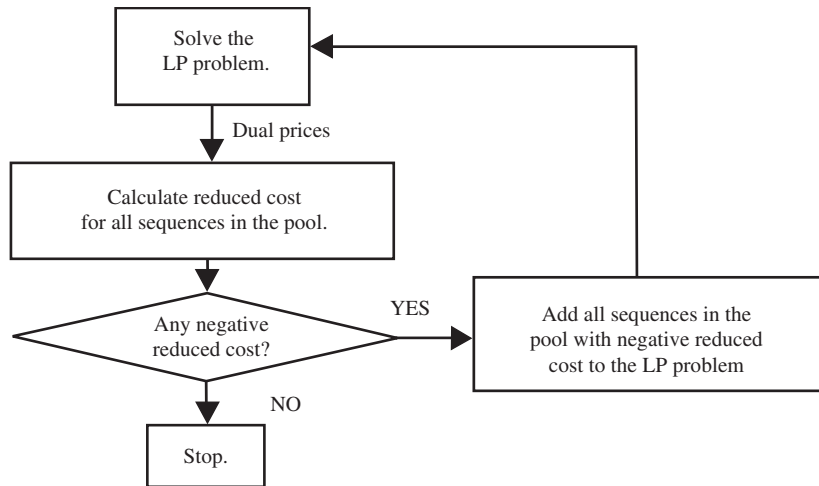 Solve the
LP problem.
Dual prices
Calculate reduced cost
for all sequences in the pool.
Any negative
reduced cost?
YES
Add all sequences in the
pool with negative reduced
cost to the LP problem
NO
Stop.